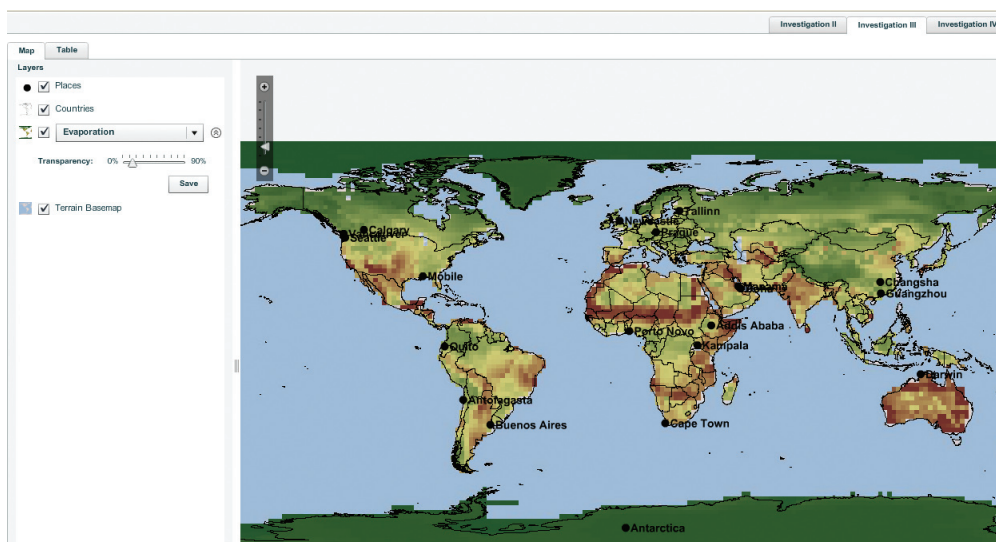 Investigation II
Investigation III
Investigation IV
Map
Table
Layers
Places
Countries
Evaporation
Transparency: 0% 90%
Save
Terrain Basemap
Tallinn
Newcastle
Prague
Calgary
Vancouver
Seattle
Mobile
Manama
Changsha
Guangzhou
Addis Ababa
Porto Novo
Kampala
Quito
Darwin
Antofagasta
Buenos Aires
Cape Town
Antarctica